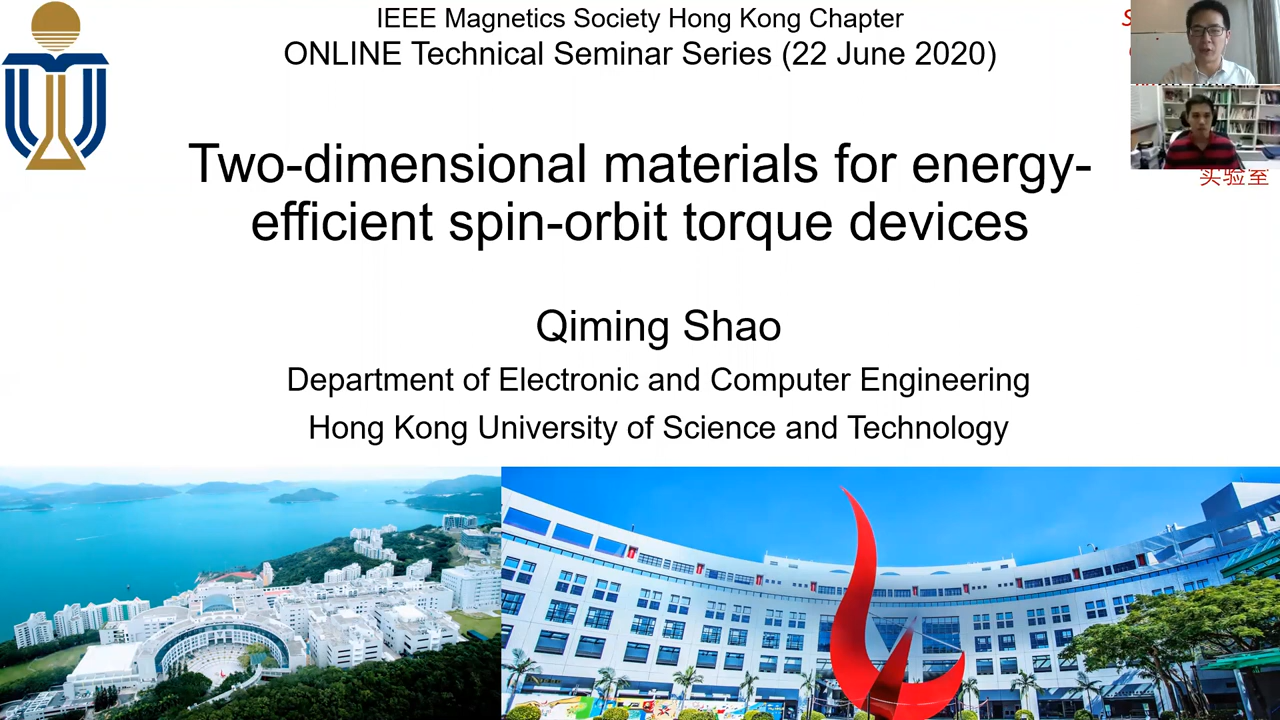 IEEE Magnetics Society Hong Kong Chapter
ONLINE Technical Seminar Series (22 June 2020)
Two-dimensional materials for energy-
efficient spin-orbit torque devices
Qiming Shao
Department of Electronic and Computer Engineering
Hong Kong University of Science and Technology
实验室